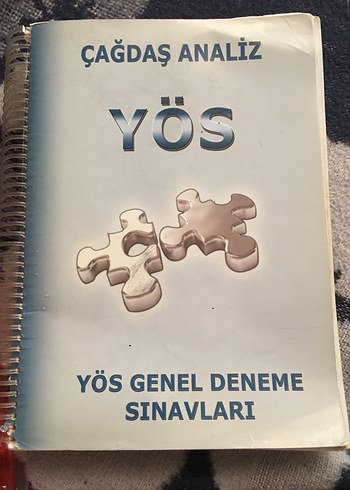 ÇAĞDAŞ ANALİZ
YÖS
YÖS GENEL DENEME
SINAVLARI